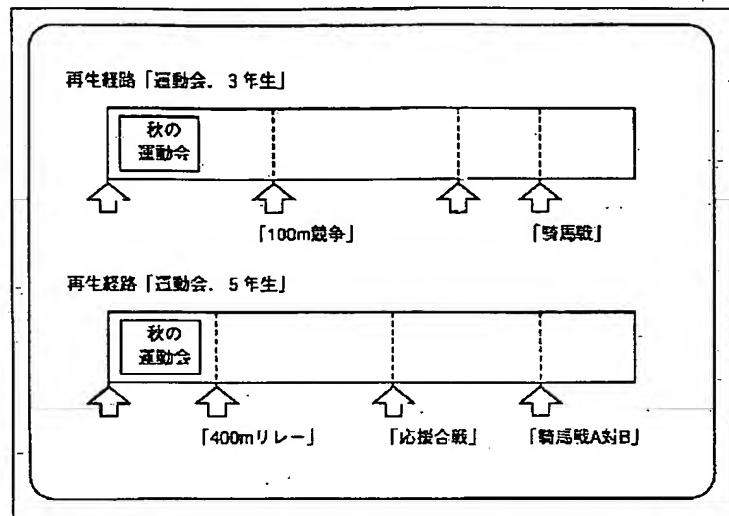 再生経路「運動会．3年生」
秋の
運動会
「100m競争」
「騎馬戦」
再生経路「運動会．5年生」
秋の
運動会
「400mリレー」
「応援合戦」
「騎馬戦A対B」